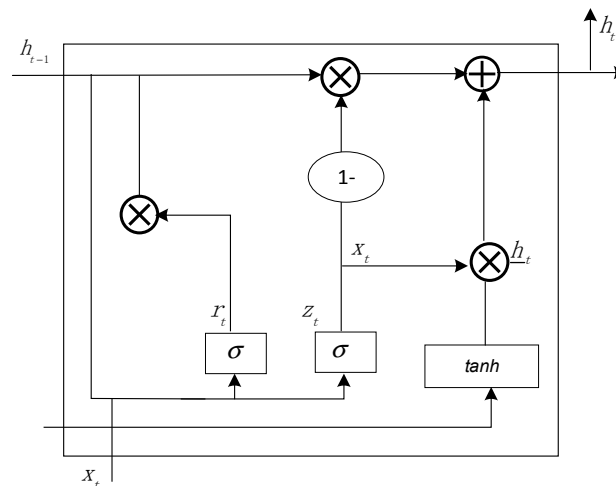 h_t
h_{t-1}
1-
x_t
h_t
r_t
z_t
σ
σ
tanh
x_t